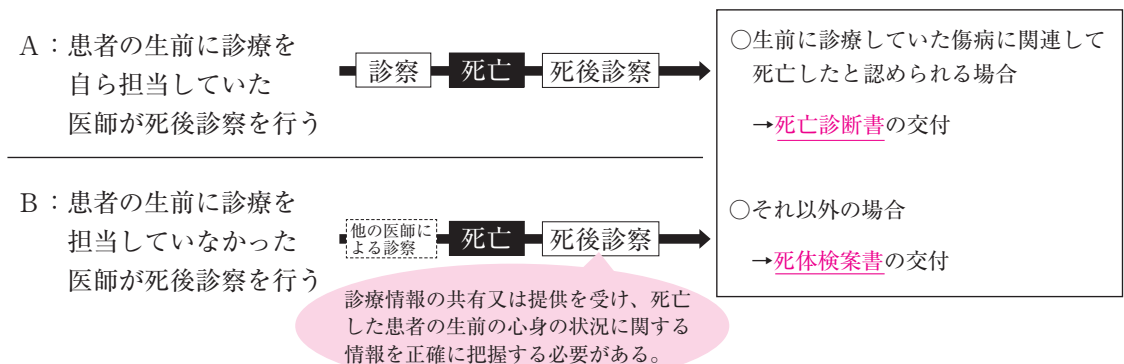 A：患者の生前に診療を
自ら担当していた
医師が死後診察を行う
診察
死亡
死後診察
B：患者の生前に診療を
担当していなかった
医師が死後診察を行う
他の医師に
よる診察
死亡
死後診察
診療情報の共有又は提供を受け、死亡
した患者の生前の心身の状況に関する
情報を正確に把握する必要がある。
○生前に診療していた傷病に関連して
死亡したと認められる場合
→死亡診断書の交付
○それ以外の場合
→死体検案書の交付